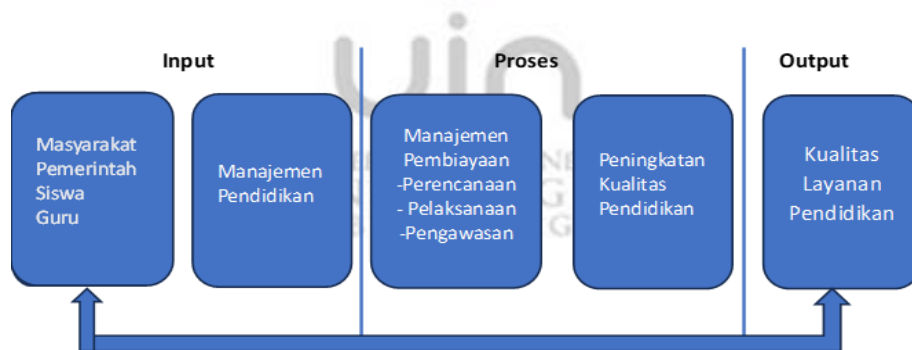 uin
Input
Proses
Output
Masyarakat
Pemerintah
Siswa
Guru
Manajemen
Pendidikan
Manajemen
Pembiayaan
-Perencanaan
- Pelaksanaan
-Pengawasan
Peningkatan
Kualitas
Pendidikan
Kualitas
Layanan
Pendidikan